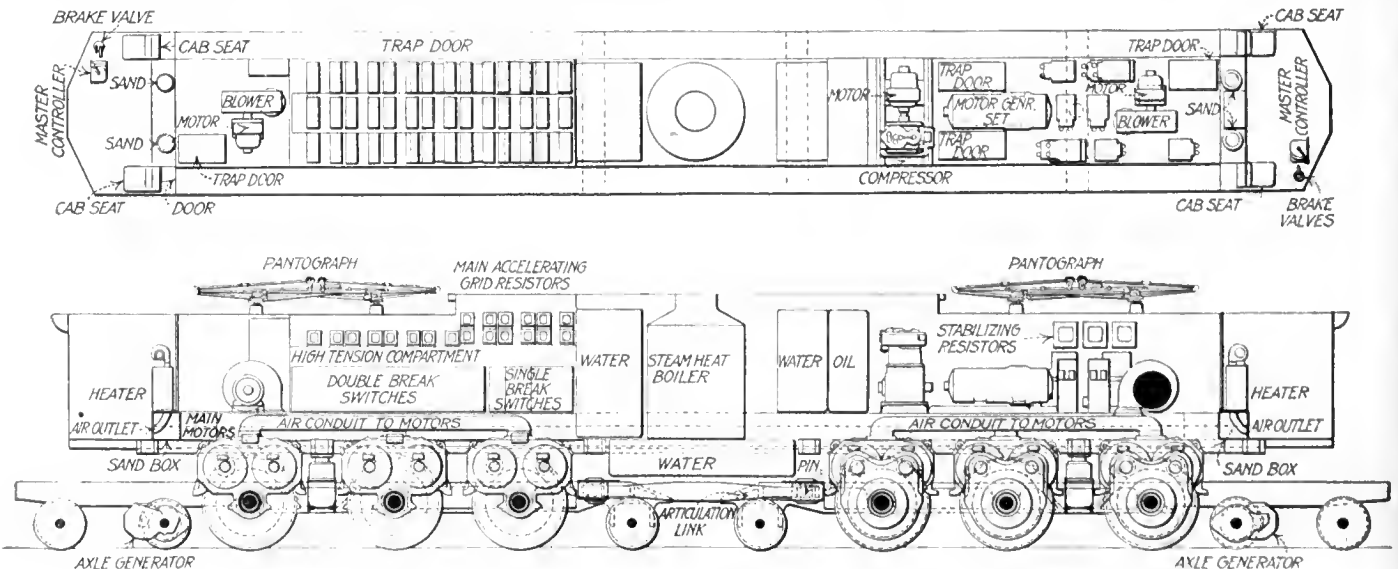 BRAKE VALVE
CAB SEAT
TRAP DOOR
CAB SEAT
TRAP DOOR
MASTER
CONTROLLER
SAND
BLOWER
MOTOR
SAND
TRAP DOOR
CAB SEAT
DOOR
MOTOR
TRAP
DOOR
MOTOR GENR.
SET
TRAP
DOOR
COMPRESSOR
MOTOR
BLOWER
SAND
MASTER
CONTROLLER
CAB SEAT
BRAKE
VALVES
PANTOGRAPH
MAIN ACCELERATING
GRID RESISTORS
PANTOGRAPH
HIGH TENSION COMPARTMENT
DOUBLE BREAK
SWITCHES
SINGLE
BREAK
SWITCHES
WATER
STEAM HEAT
BOILER
WATER
OIL
STABILIZING
RESISTORS
HEATER
AIR OUTLET
MAIN
MOTORS
AIR CONDUIT TO MOTORS
SAND BOX
WATER
PIN
AIR CONDUIT TO MOTORS
HEATER
AIR OUTLET
SAND BOX
ARTICULATION
LINK
AXLE GENERATOR
AXLE GENERATOR